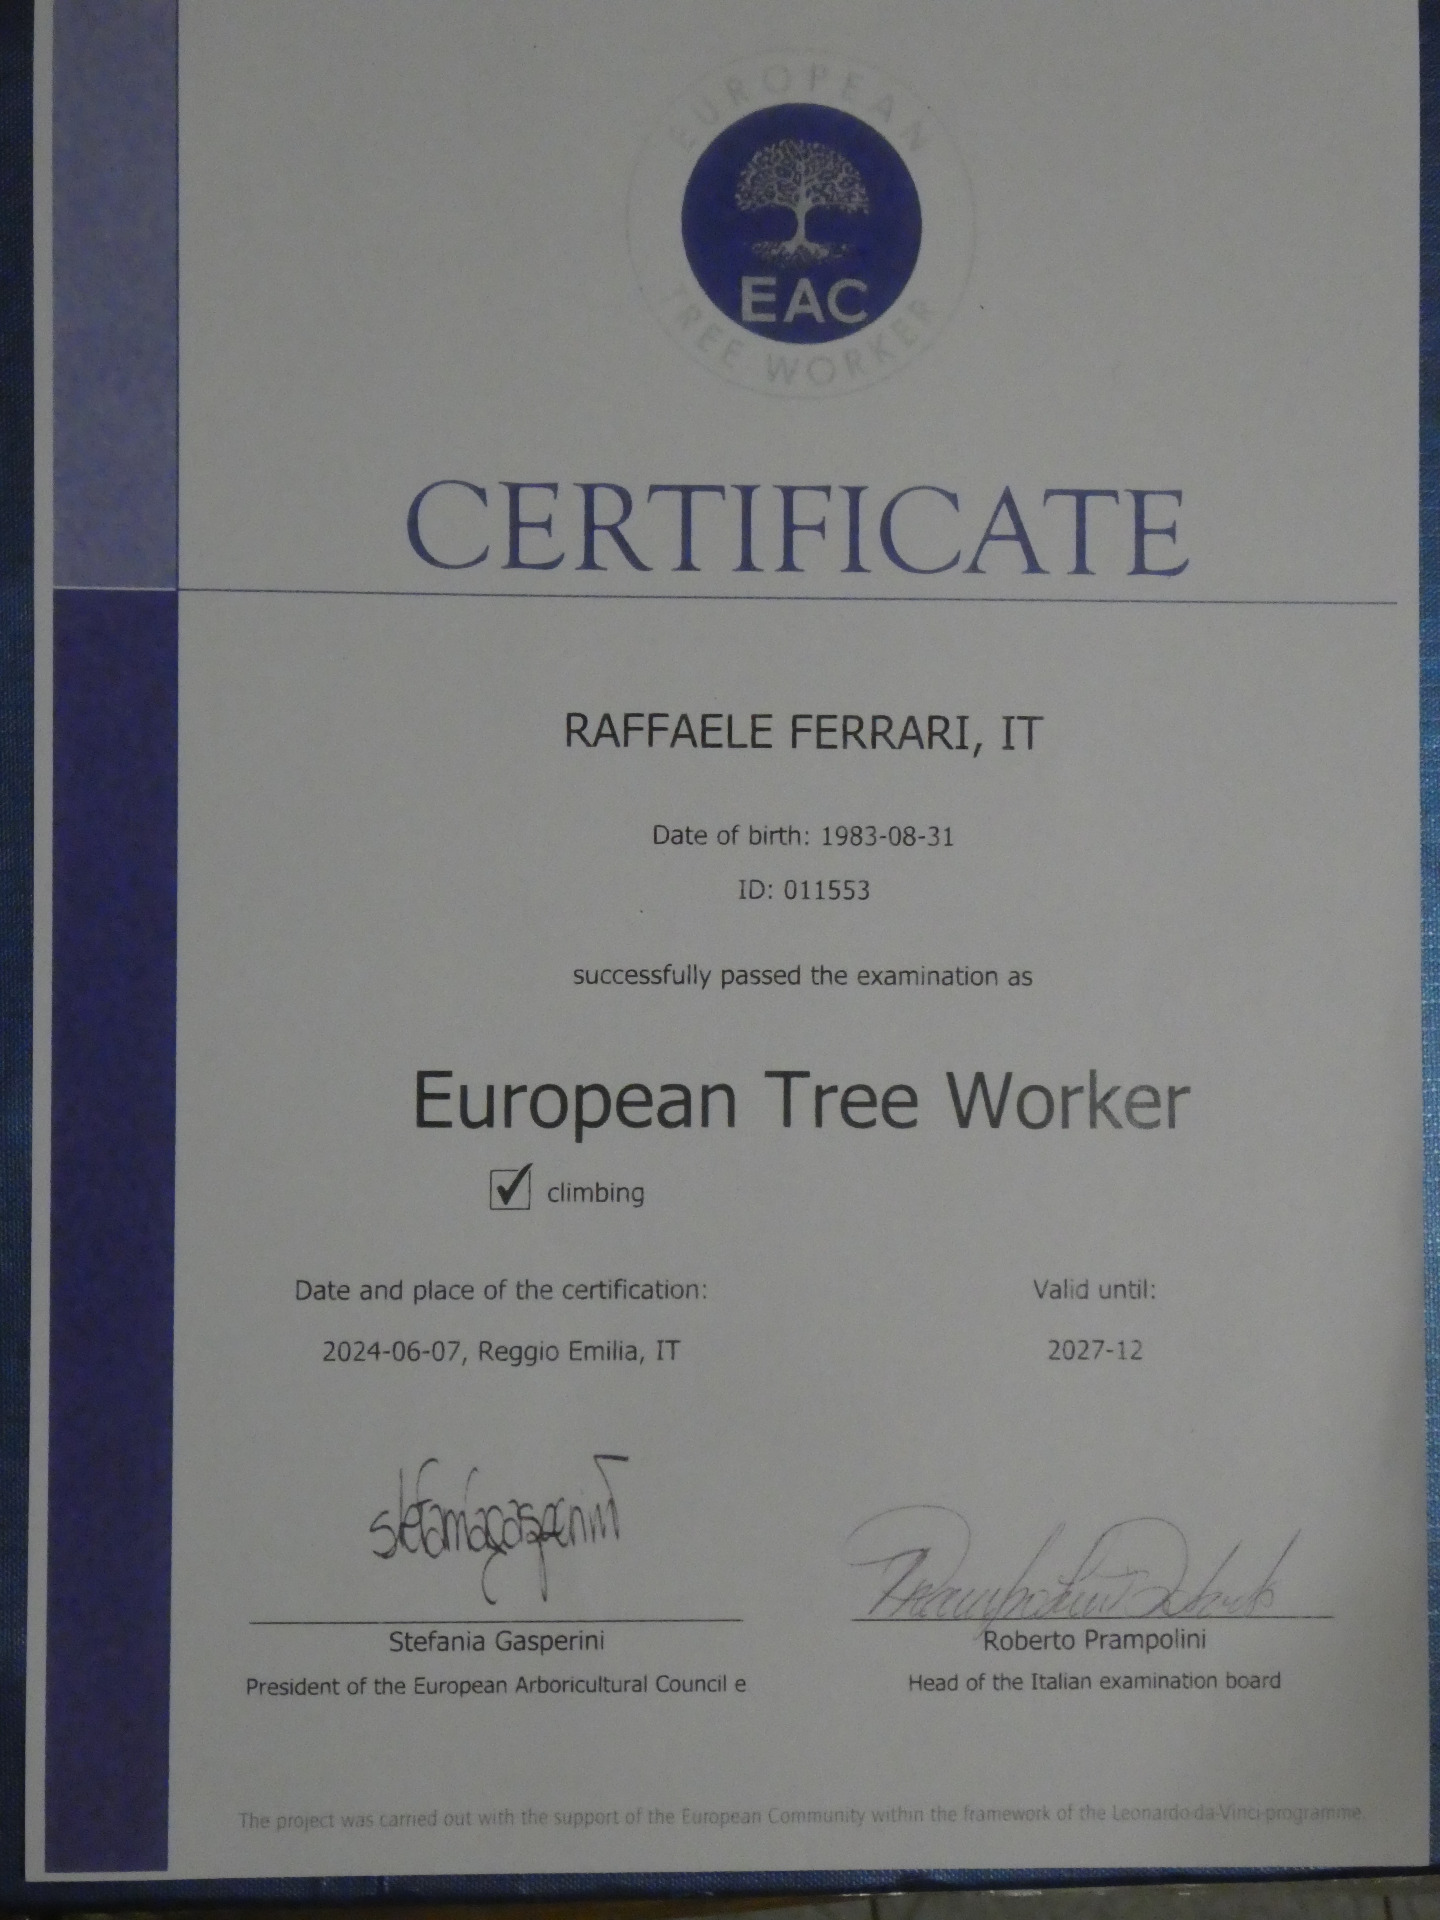 EUROPEAN
EAC
TREE WORKER
CERTIFICATE
RAFFAELE FERRARI, IT
Date of birth: 1983-08-31
ID: 011553
successfully passed the examination as
European Tree Worker
climbing
Date and place of the certification:
2024-06-07, Reggio Emilia, IT
Valid until:
2027-12
stefaniagasperini
Prampolini Roberto
Stefania Gasperini
President of the European Arboricultural Council e
Roberto Prampolini
Head of the Italian examination board
The project was carried out with the support of the European Community within the framework of the Leonardo-da-Vinci-programme.